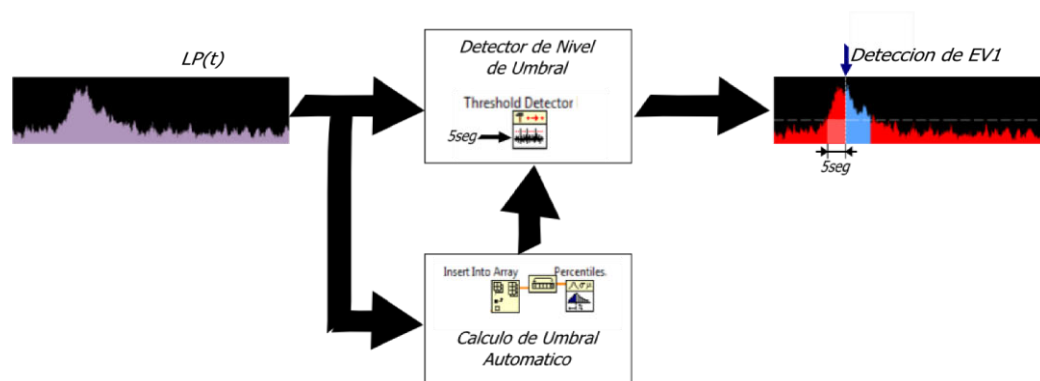 LP(t)
Detector de Nivel
de Umbral
Threshold Detector
5seg
Deteccion de EV1
5seg
Insert Into Array
Percentiles.
Calculo de Umbral
Automatico